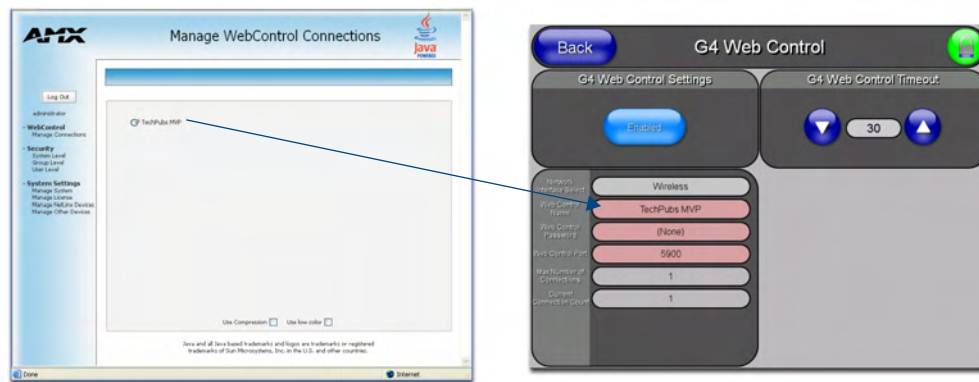 AMX
Manage WebControl Connections
Java
POWERED
Log Out
administrator
- WebControl
Manage Connections
- Security
System Level
Group Level
User Level
- System Settings
Manage System
Manage License
Manage NetLinx Devices
Manage Other Devices
TechPubs MVP
Use Compression
Use low color
Java and all Java based trademarks and logos are trademarks or registered
trademarks of Sun Microsystems, Inc. in the U.S. and other countries.
Done
Internet
Back
G4 Web Control
G4 Web Control Settings
Enabled
G4 Web Control Timeout
30
Network
Interface Select
Wireless
Web Control
Name
TechPubs MVP
Web Control
Password
(None)
Web Control Port
5900
Max Number of
Connections
1
Current
Connection Count
1